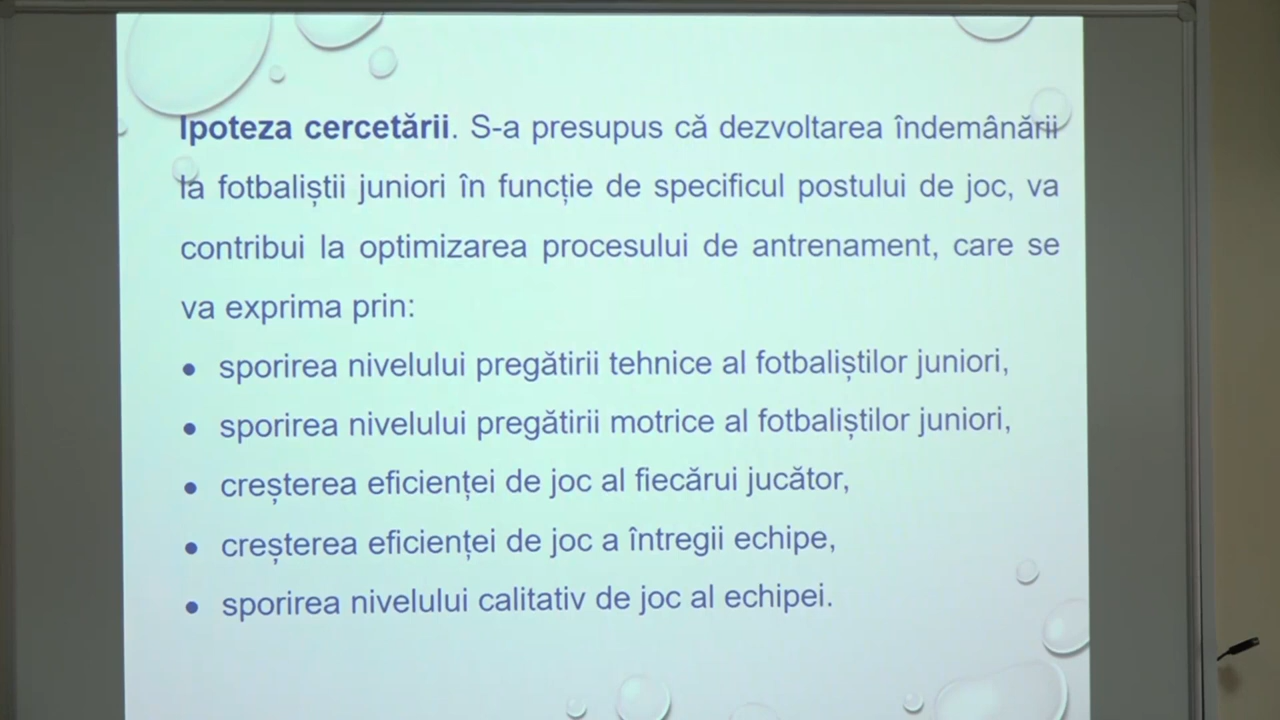 Ipoteza cercetării. S-a presupus că dezvoltarea îndemânării
la fotbaliștii juniori în funcție de specificul postului de joc, va
contribui la optimizarea procesului de antrenament, care se
va exprima prin:
• sporirea nivelului pregătirii tehnice al fotbaliștilor juniori,
• sporirea nivelului pregătirii motrice al fotbaliștilor juniori,
• creșterea eficienței de joc al fiecărui jucător,
• creșterea eficienței de joc a întregii echipe,
• sporirea nivelului calitativ de joc al echipei.